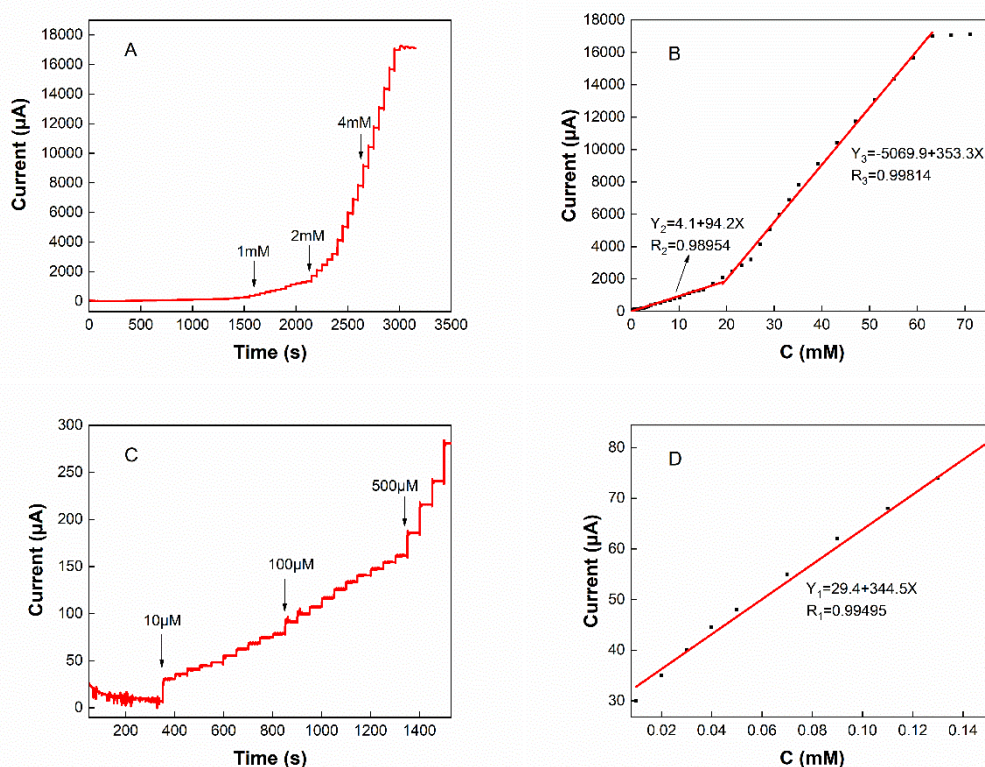 A
18000
16000
14000
12000
10000
8000
6000
4000
2000
0
Current (µA)
4mM
2mM
1mM
0 500 1000 1500 2000 2500 3000 3500
Time (s)
B
18000
16000
14000
12000
10000
8000
6000
4000
2000
0
Current (µA)
Y3=-5069.9+353.3X
R3=0.99814
Y2=4.1+94.2X
R2=0.98954
0 10 20 30 40 50 60 70
C (mM)
C
300
250
200
150
100
50
0
Current (µA)
500µM
100µM
10µM
200 400 600 800 1000 1200 1400
Time (s)
D
80
70
60
50
40
30
Current (µA)
Y1=29.4+344.5X
R1=0.99495
0.02 0.04 0.06 0.08 0.10 0.12 0.14
C (mM)